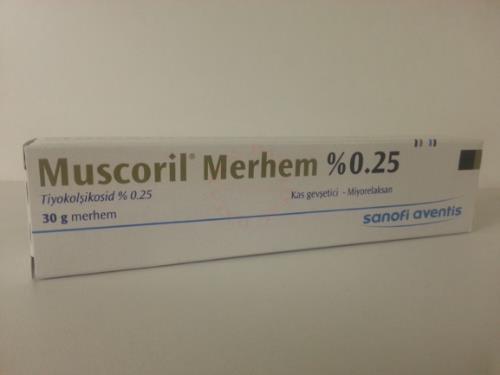 Muscoril® Merhem %0.25
Tiyokolşikosid % 0.25
Kas gevşetici - Miyorelaksan
30 g merhem
sanofi aventis